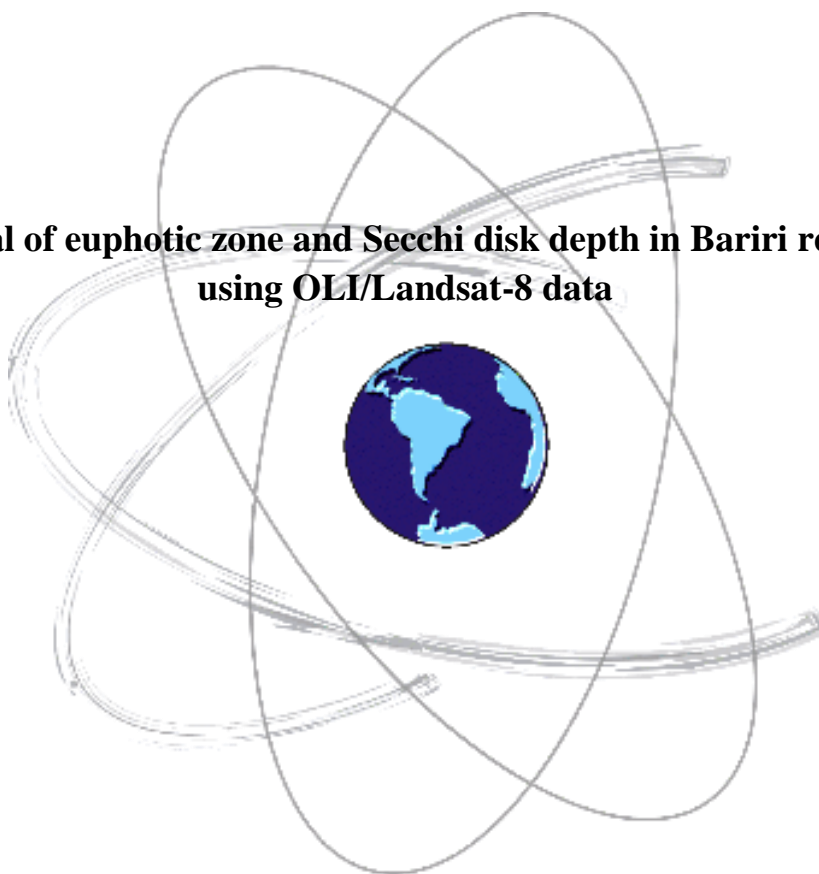 al of euphotic zone and Secchi disk depth in Bariri re
using OLI/Landsat-8 data